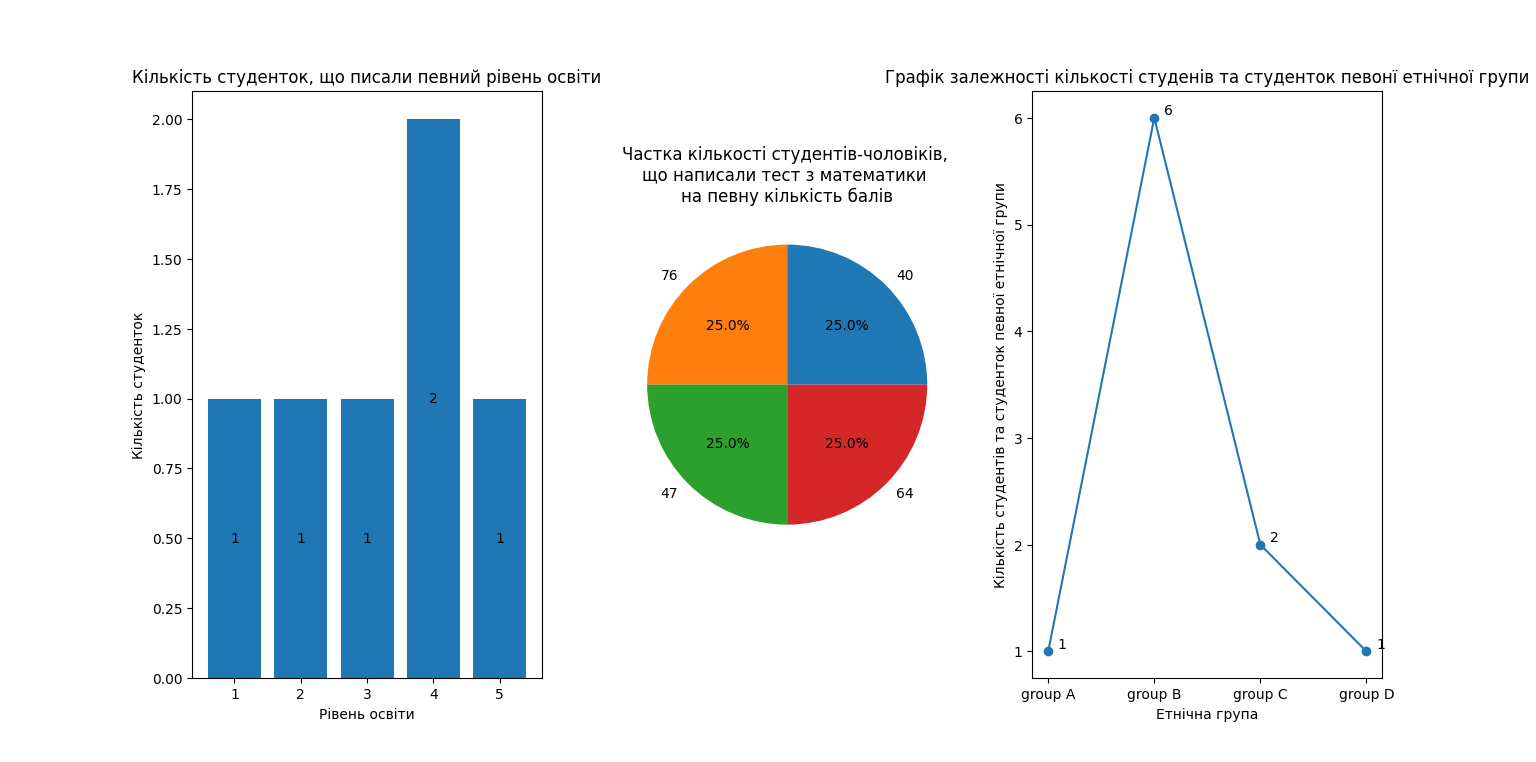 Кількість студенток, що писали певний рівень освіти
2.00
1.75
1.50
1.25
1.00
0.75
0.50
0.25
0.00
Кількість студенток
1
1
1
2
1
1
2
3
4
5
Рівень освіти
Частка кількості студентів-чоловіків,
що написали тест з математики
на певну кількість балів
76
40
25.0%
25.0%
25.0%
25.0%
47
64
Графік залежності кількості студенів та студенток певонї етнічної групи
6
5
4
3
2
1
Кількість студентів та студенток певної етнічної групи
1
6
2
1
group A
group B
group C
group D
Етнічна група